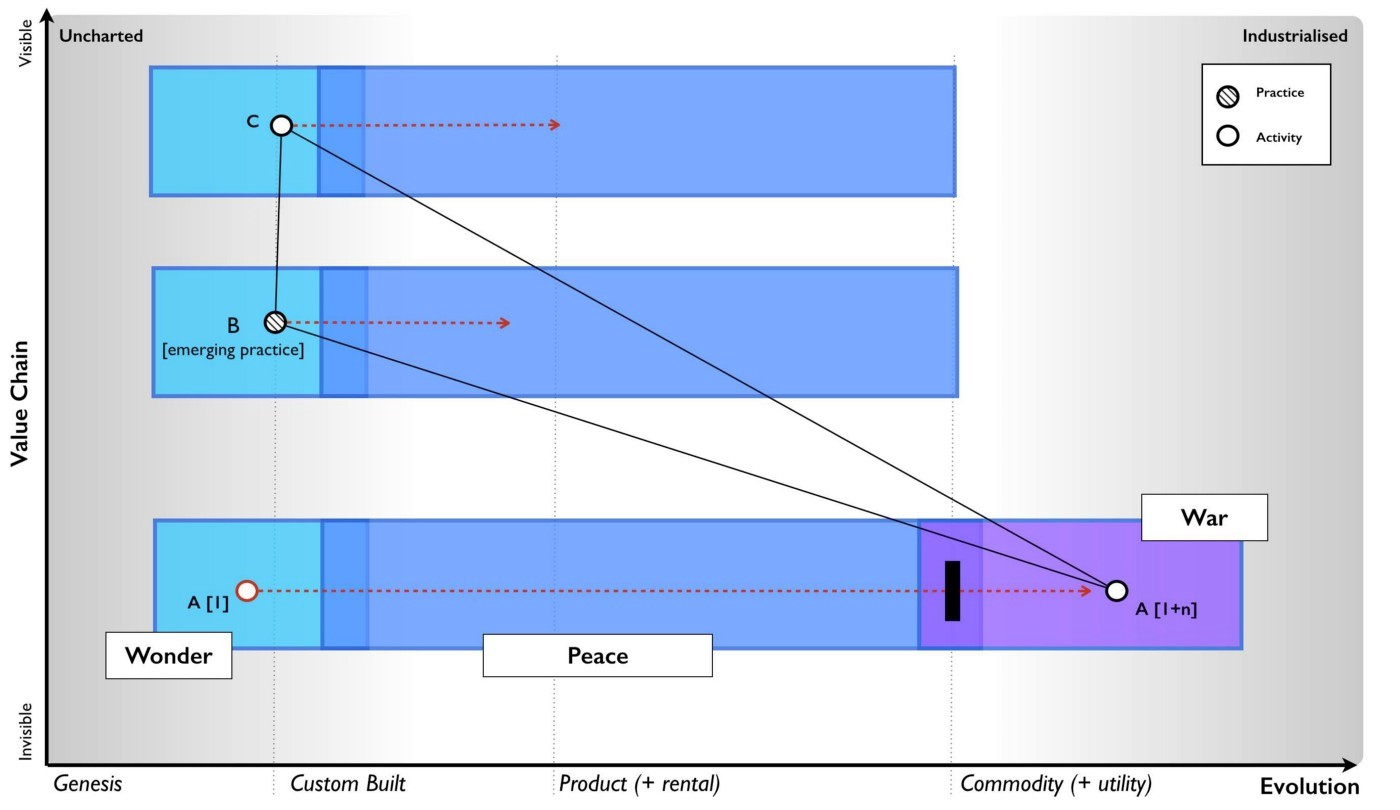 Visible
Uncharted
Industrialised
Practice
Activity
C
B
[emerging practice]
Value Chain
War
A [1]
A [1+n]
Wonder
Peace
Invisible
Genesis
Custom Built
Product (+ rental)
Commodity (+ utility)
Evolution